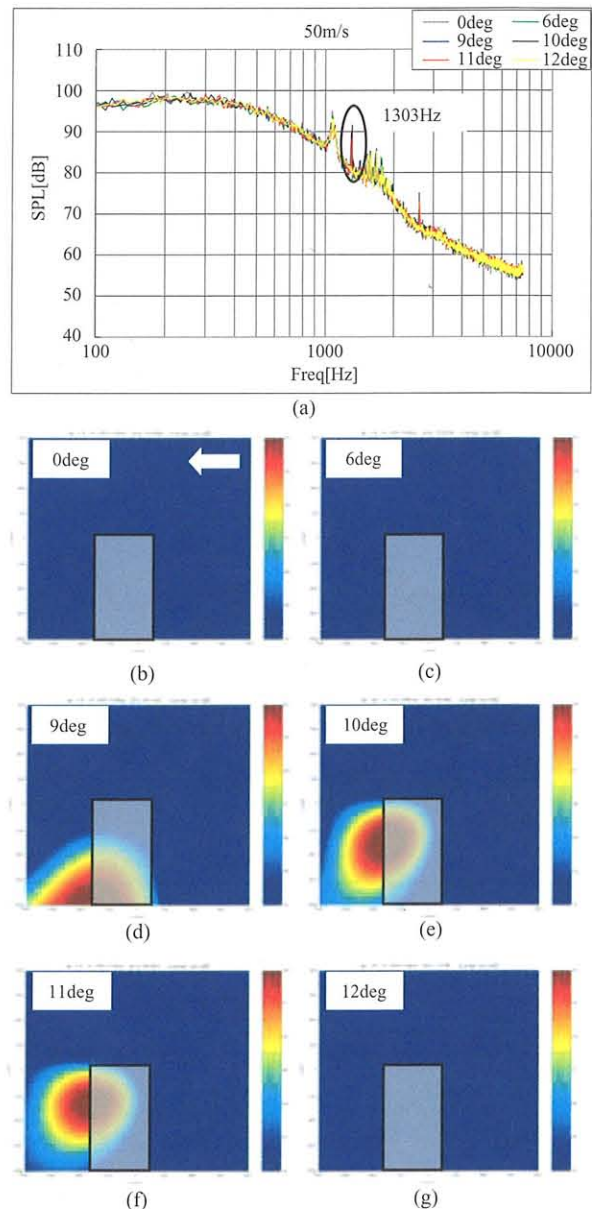 50m/s
0deg 6deg
9deg 10deg
11deg 12deg
110
100
90
80
70
60
50
40
SPL[dB]
1303Hz
100 1000 10000
Freq[Hz]
(a)
0deg 6deg
(b) (c)
9deg 10deg
(d) (e)
11deg 12deg
(f) (g)